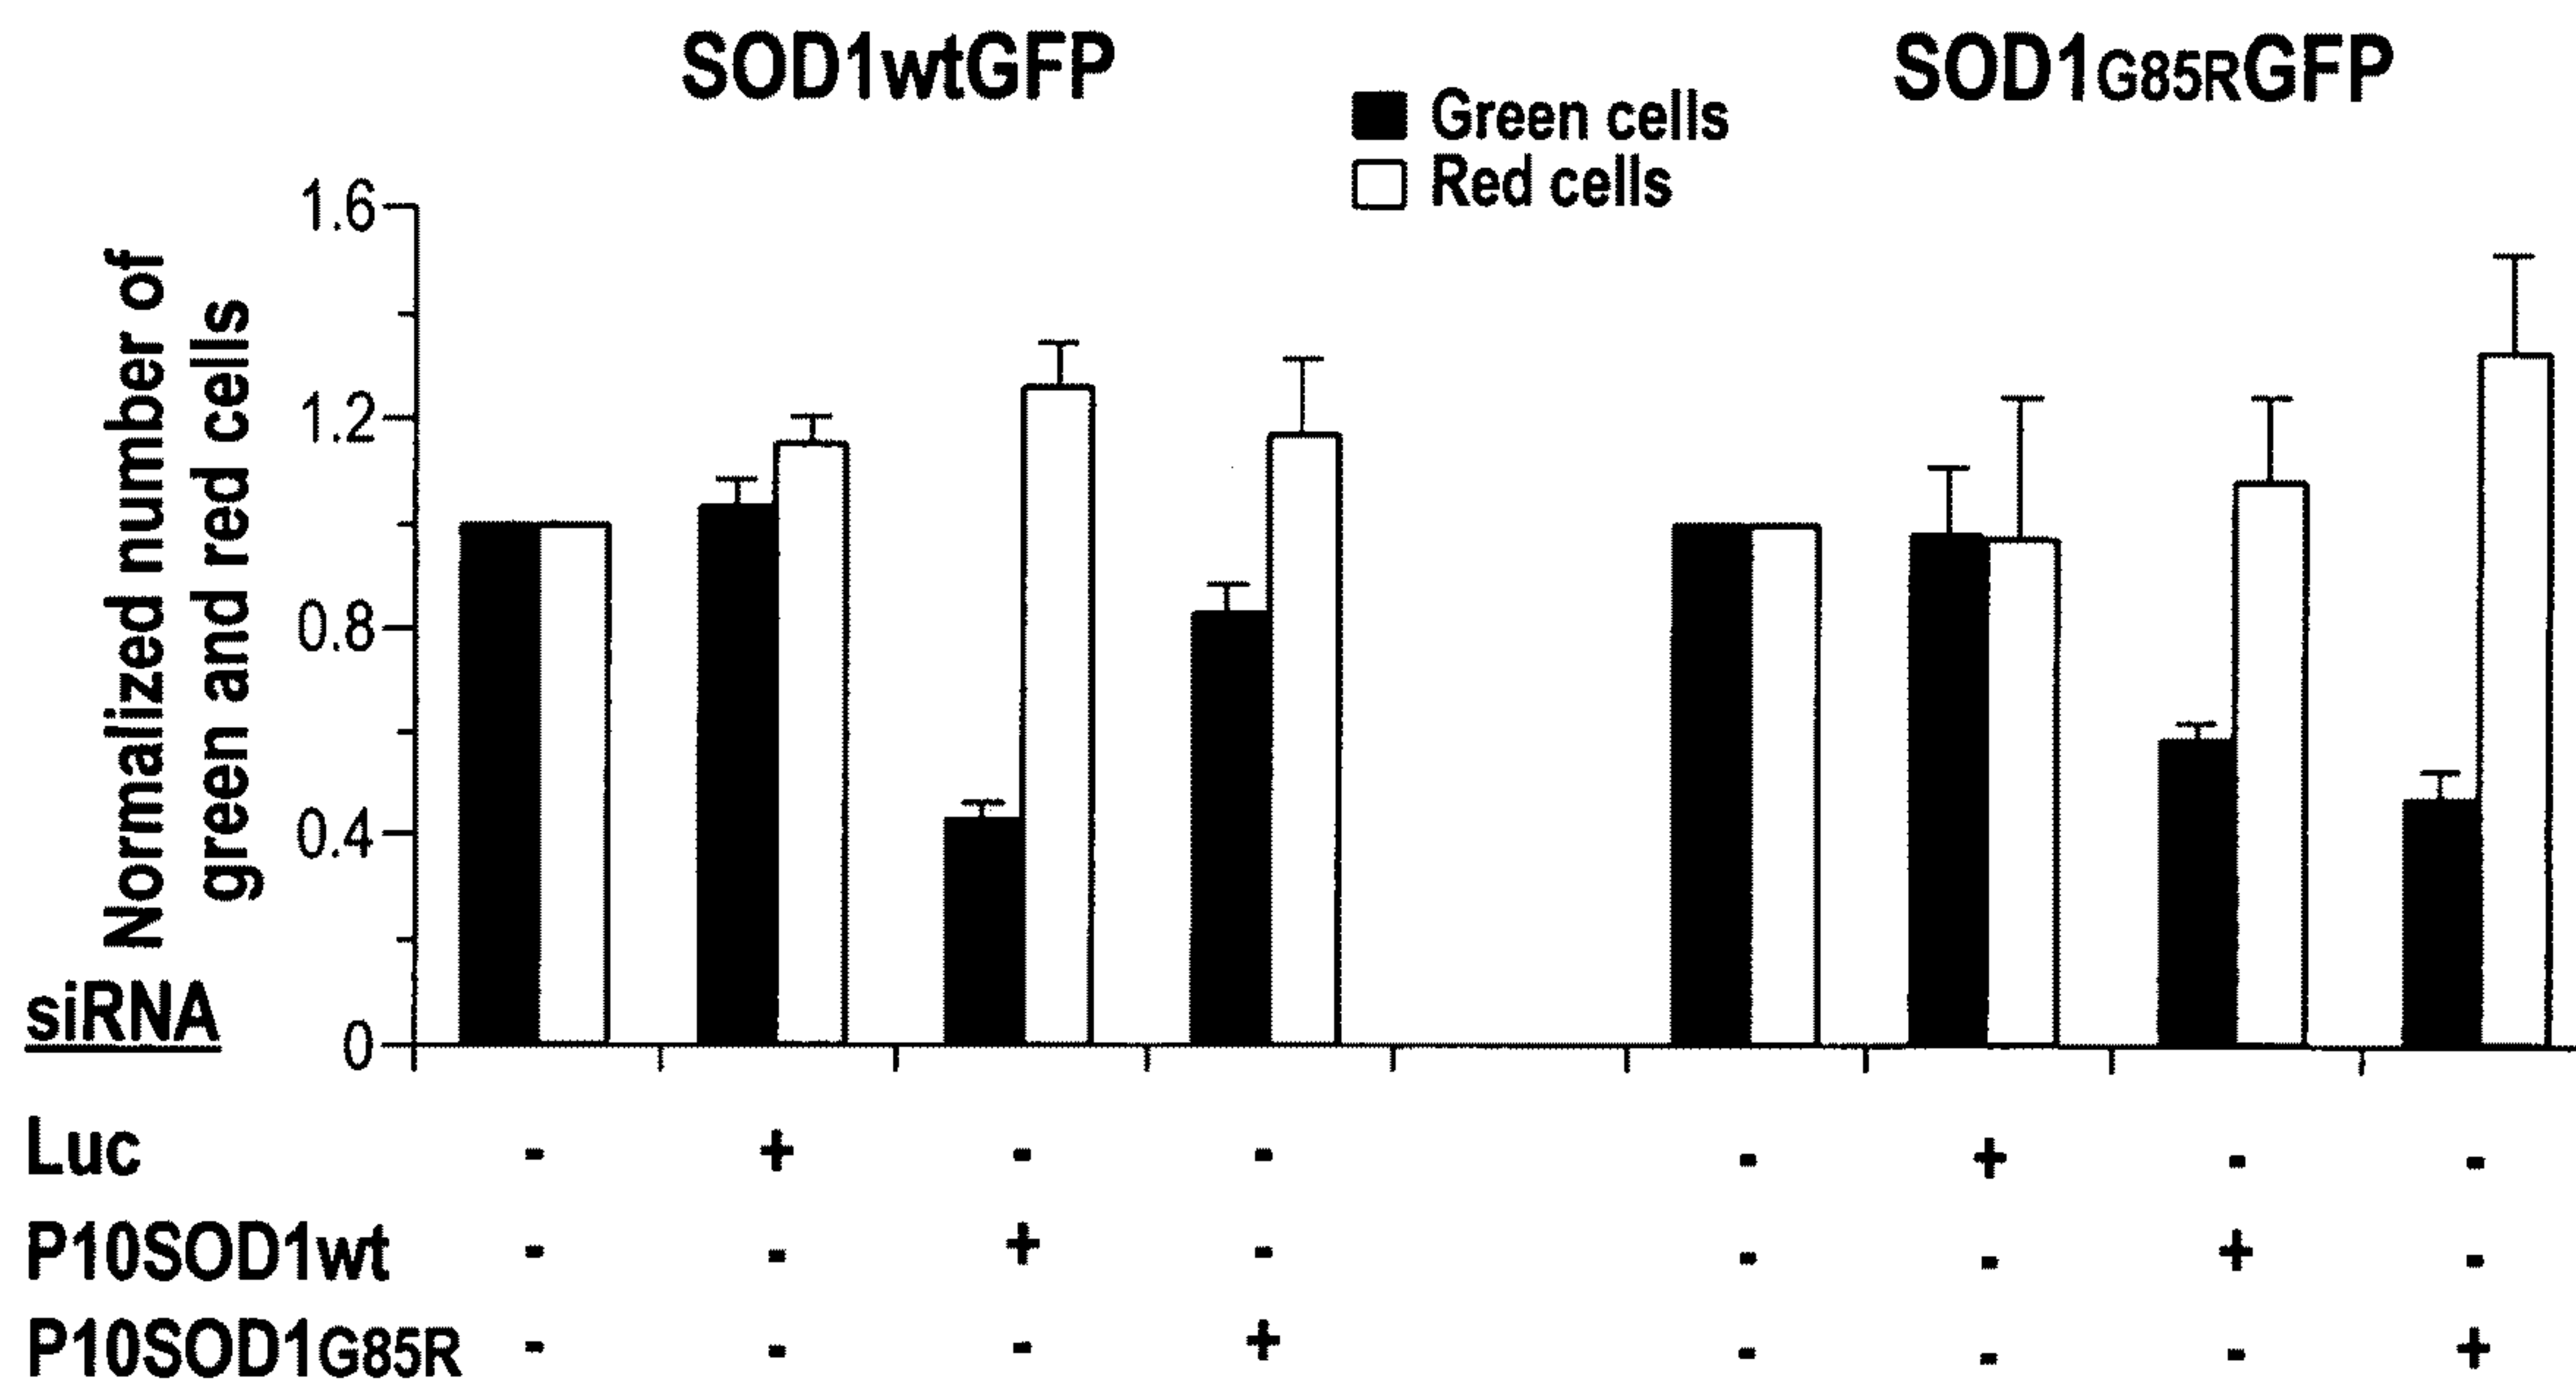 SOD1wtGFP
SOD1G85RGFP
Green cells
Red cells
Normalized number of
green and red cells
1.6
1.2
0.8
0.4
0
siRNA
Luc - + - - - + - -
P10SOD1wt - - + - - - + -
P10SOD1G85R - - - + - - - +